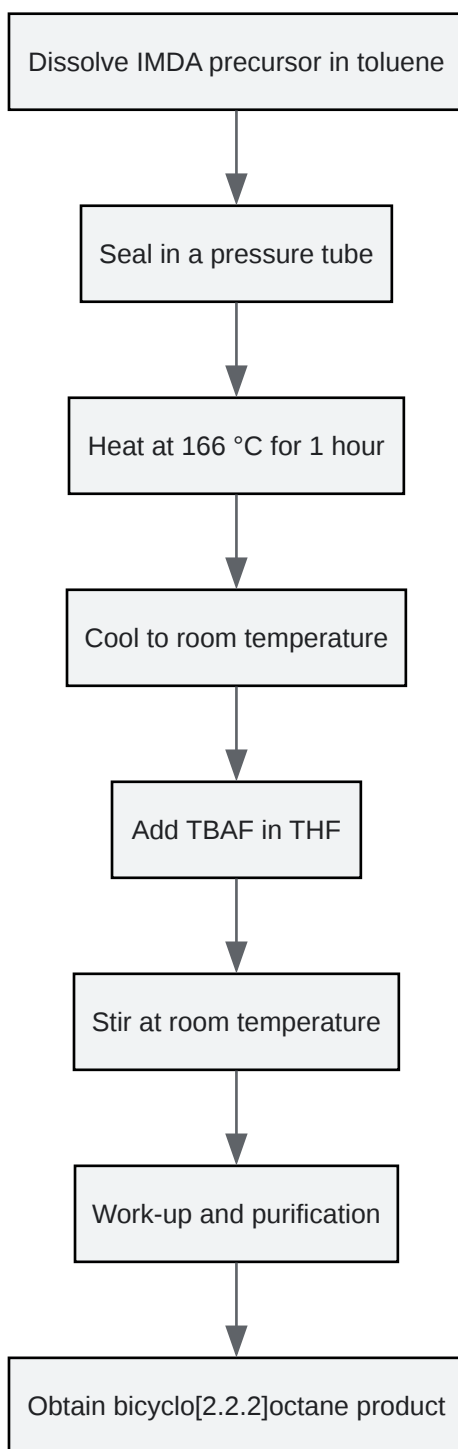 Dissolve IMDA precursor in toluene
Seal in a pressure tube
Heat at 166 °C for 1 hour
Cool to room temperature
Add TBAF in THF
Stir at room temperature
Work-up and purification
Obtain bicyclo[2.2.2]octane product